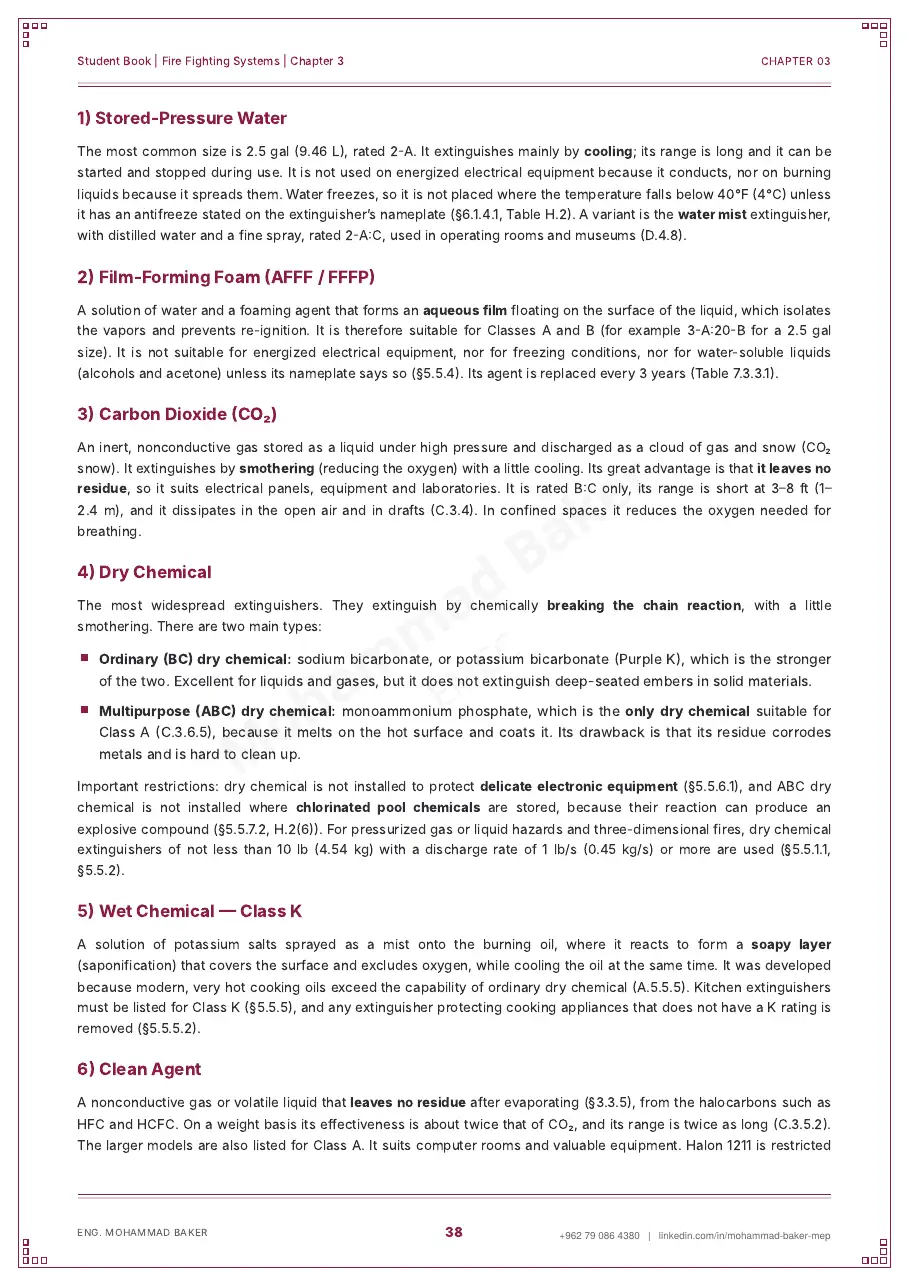 Student Book | Fire Fighting Systems | Chapter 3
CHAPTER 03
1) Stored-Pressure Water
The most common size is 2.5 gal (9.46 L), rated 2-A. It extinguishes mainly by cooling; its range is long and it can be
started and stopped during use. It is not used on energized electrical equipment because it conducts, nor on burning
liquids because it spreads them. Water freezes, so it is not placed where the temperature falls below 40°F (4°C) unless
it has an antifreeze stated on the extinguisher’s nameplate (§6.1.4.1, Table H.2). A variant is the water mist extinguisher,
with distilled water and a fine spray, rated 2-A:C, used in operating rooms and museums (D.4.8).
2) Film-Forming Foam (AFFF / FFFP)
A solution of water and a foaming agent that forms an aqueous film floating on the surface of the liquid, which isolates
the vapors and prevents re-ignition. It is therefore suitable for Classes A and B (for example 3-A:20-B for a 2.5 gal
size). It is not suitable for energized electrical equipment, nor for freezing conditions, nor for water-soluble liquids
(alcohols and acetone) unless its nameplate says so (§5.5.4). Its agent is replaced every 3 years (Table 7.3.3.1).
3) Carbon Dioxide (CO₂)
An inert, nonconductive gas stored as a liquid under high pressure and discharged as a cloud of gas and snow (CO₂
snow). It extinguishes by smothering (reducing the oxygen) with a little cooling. Its great advantage is that it leaves no
residue, so it suits electrical panels, equipment and laboratories. It is rated B:C only, its range is short at 3–8 ft (1–
2.4 m), and it dissipates in the open air and in drafts (C.3.4). In confined spaces it reduces the oxygen needed for
breathing.
4) Dry Chemical
The most widespread extinguishers. They extinguish by chemically breaking the chain reaction, with a little
smothering. There are two main types:
Ordinary (BC) dry chemical: sodium bicarbonate, or potassium bicarbonate (Purple K), which is the stronger
of the two. Excellent for liquids and gases, but it does not extinguish deep-seated embers in solid materials.
Multipurpose (ABC) dry chemical: monoammonium phosphate, which is the only dry chemical suitable for
Class A (C.3.6.5), because it melts on the hot surface and coats it. Its drawback is that its residue corrodes
metals and is hard to clean up.
Important restrictions: dry chemical is not installed to protect delicate electronic equipment (§5.5.6.1), and ABC dry
chemical is not installed where chlorinated pool chemicals are stored, because their reaction can produce an
explosive compound (§5.5.7.2, H.2(6)). For pressurized gas or liquid hazards and three-dimensional fires, dry chemical
extinguishers of not less than 10 lb (4.54 kg) with a discharge rate of 1 lb/s (0.45 kg/s) or more are used (§5.5.1.1,
§5.5.2).
5) Wet Chemical — Class K
A solution of potassium salts sprayed as a mist onto the burning oil, where it reacts to form a soapy layer
(saponification) that covers the surface and excludes oxygen, while cooling the oil at the same time. It was developed
because modern, very hot cooking oils exceed the capability of ordinary dry chemical (A.5.5.5). Kitchen extinguishers
must be listed for Class K (§5.5.5), and any extinguisher protecting cooking appliances that does not have a K rating is
removed (§5.5.5.2).
6) Clean Agent
A nonconductive gas or volatile liquid that leaves no residue after evaporating (§3.3.5), from the halocarbons such as
HFC and HCFC. On a weight basis its effectiveness is about twice that of CO₂, and its range is twice as long (C.3.5.2).
The larger models are also listed for Class A. It suits computer rooms and valuable equipment. Halon 1211 is restricted
ENG. MOHAMMAD BAKER
38
+962 79 086 4380 | linkedin.com/in/mohammad-baker-mep